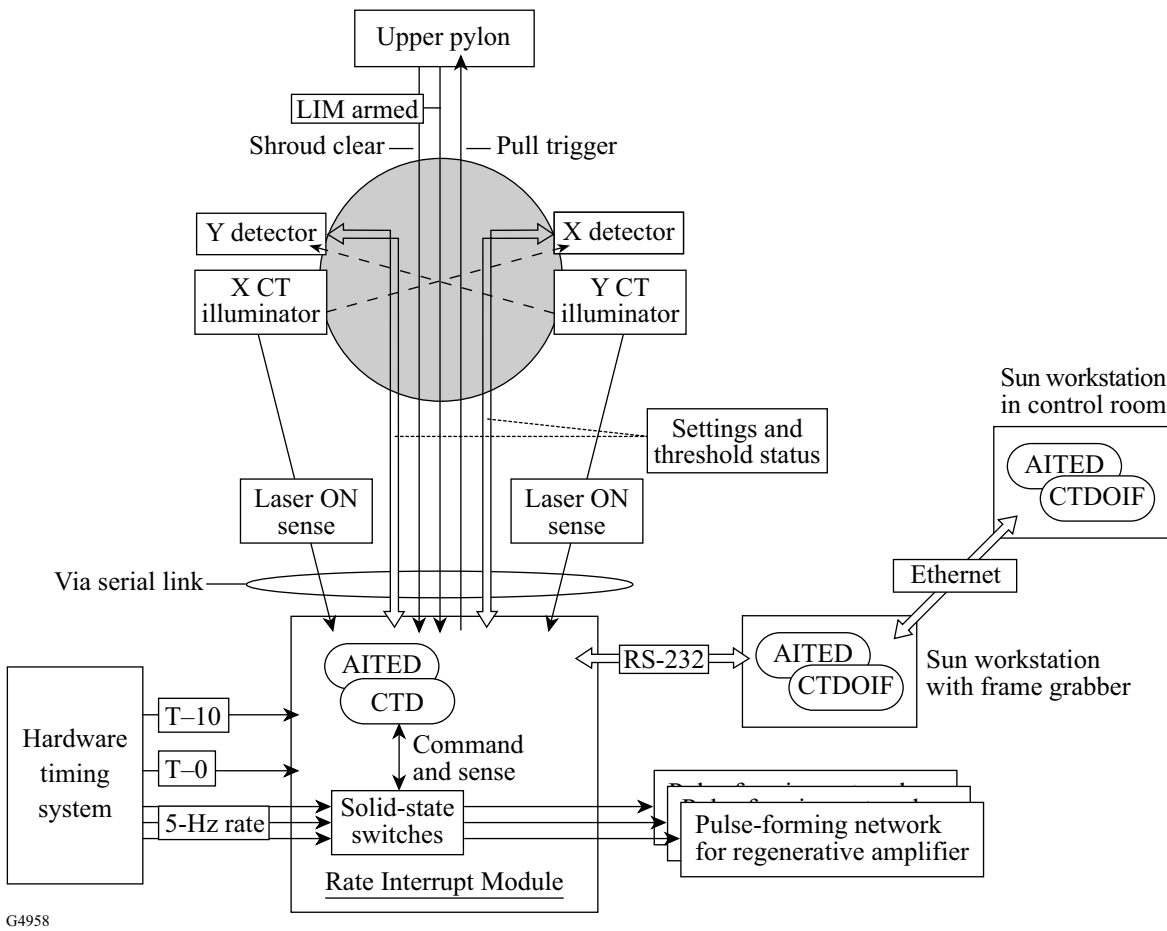 Upper pylon
LIM armed
Shroud clear
Pull trigger
Y detector
X detector
X CT
illuminator
Y CT
illuminator
Sun workstation
in control room
Settings and
threshold status
AITED
CTDOIF
Laser ON
sense
Laser ON
sense
Ethernet
Via serial link
RS-232
AITED
CTDOIF
Sun workstation
with frame grabber
AITED
CTD
Hardware
timing
system
T–10
T–0
5-Hz rate
Command
and sense
Solid-state
switches
Pulse-forming network
for regenerative amplifier
Rate Interrupt Module
G4958